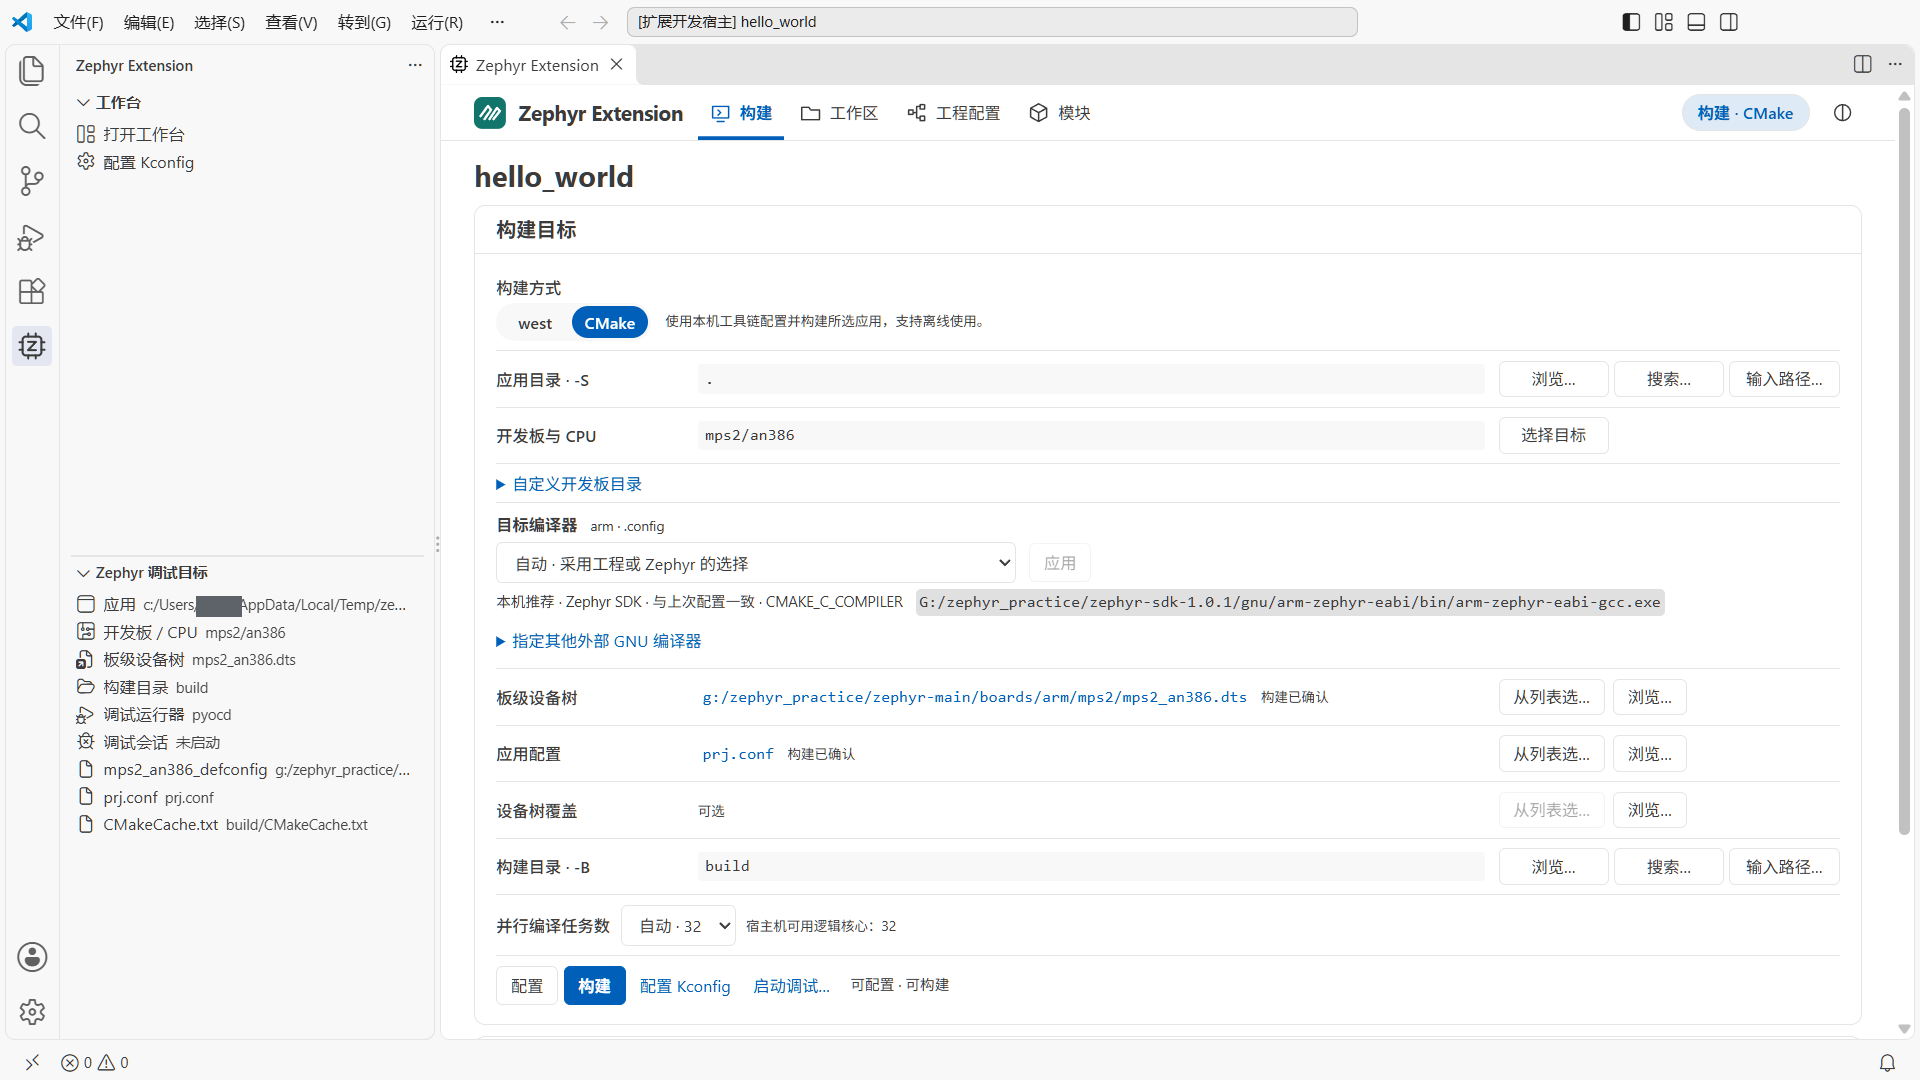 文件(F) 编辑(E) 选择(S) 查看(V) 转到(G) 运行(R) ··· [扩展开发宿主] hello_world
Zephyr Extension ···
工作台
打开工作台
配置 Kconfig
Zephyr 调试目标
应用 c:/Users/ AppData/Local/Temp/ze...
开发板 / CPU mps2/an386
板级设备树 mps2_an386.dts
构建目录 build
调试运行器 pyocd
调试会话 未启动
mps2_an386_defconfig g:/zephyr_practice/...
prj.conf prj.conf
CMakeCache.txt build/CMakeCache.txt
Zephyr Extension
Zephyr Extension 构建 工作区 工程配置 模块 构建 · CMake
hello_world
构建目标
构建方式
west CMake 使用本机工具链配置并构建所选应用，支持离线使用。
应用目录 · -S . 浏览... 搜索... 输入路径...
开发板与 CPU mps2/an386 选择目标
自定义开发板目录
目标编译器 arm · .config
自动 · 采用工程或 Zephyr 的选择 应用
本机推荐 · Zephyr SDK · 与上次配置一致 · CMAKE_C_COMPILER G:/zephyr_practice/zephyr-sdk-1.0.1/gnu/arm-zephyr-eabi/bin/arm-zephyr-eabi-gcc.exe
指定其他外部 GNU 编译器
板级设备树 g:/zephyr_practice/zephyr-main/boards/arm/mps2/mps2_an386.dts 构建已确认 从列表选... 浏览...
应用配置 prj.conf 构建已确认 从列表选... 浏览...
设备树覆盖 可选 从列表选... 浏览...
构建目录 · -B build 浏览... 搜索... 输入路径...
并行编译任务数 自动 · 32 宿主机可用逻辑核心：32
配置 构建 配置 Kconfig 启动调试... 可配置 · 可构建
0 0